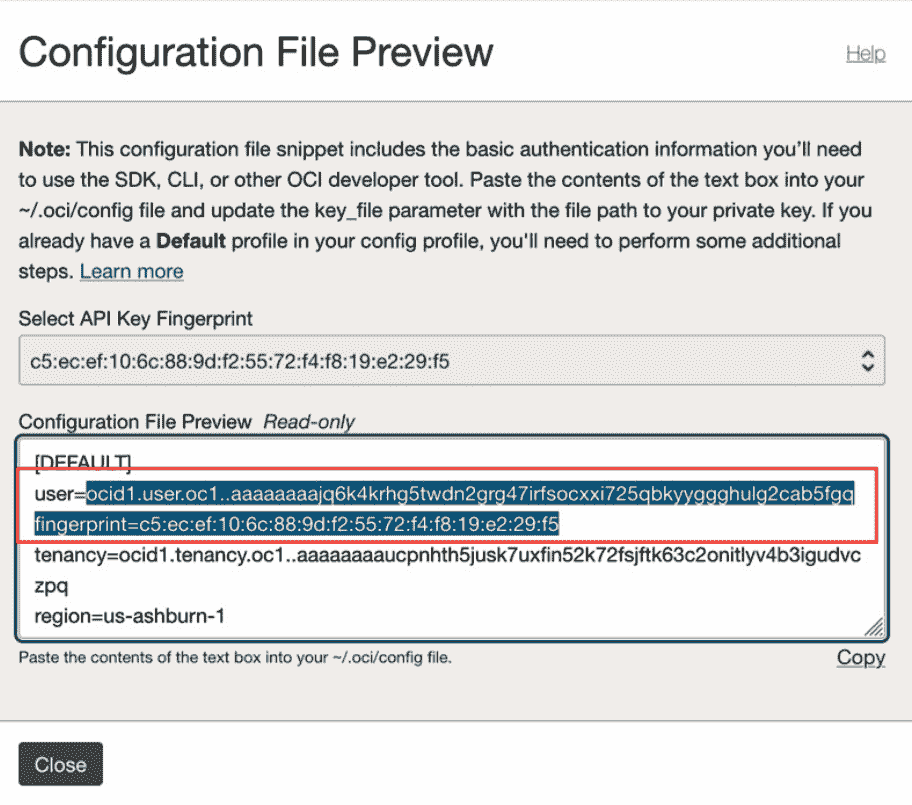 Configuration File Preview
Help
Note: This configuration file snippet includes the basic authentication information you'll need
to use the SDK, CLI, or other OCI developer tool. Paste the contents of the text box into your
~/.oci/config file and update the key_file parameter with the file path to your private key. If you
already have a Default profile in your config profile, you'll need to perform some additional
steps. Learn more
Select API Key Fingerprint
c5:ec:ef:10:6c:88:9d:f2:55:72:f4:f8:19:e2:29:f5
Configuration File Preview Read-only
[DEFAULT]
user=ocid1.user.oc1..aaaaaaaajq6k4krhg5twdn2grg47irfsocxxi725qbkyyggghulg2cab5fgq
fingerprint=c5:ec:ef:10:6c:88:9d:f2:55:72:f4:f8:19:e2:29:f5
tenancy=ocid1.tenancy.oc1..aaaaaaaaucpnhth5jusk7uxfin52k72fsjftk63c2onitlyv4b3igudvc
zpq
region=us-ashburn-1
Paste the contents of the text box into your ~/.oci/config file.
Copy
Close